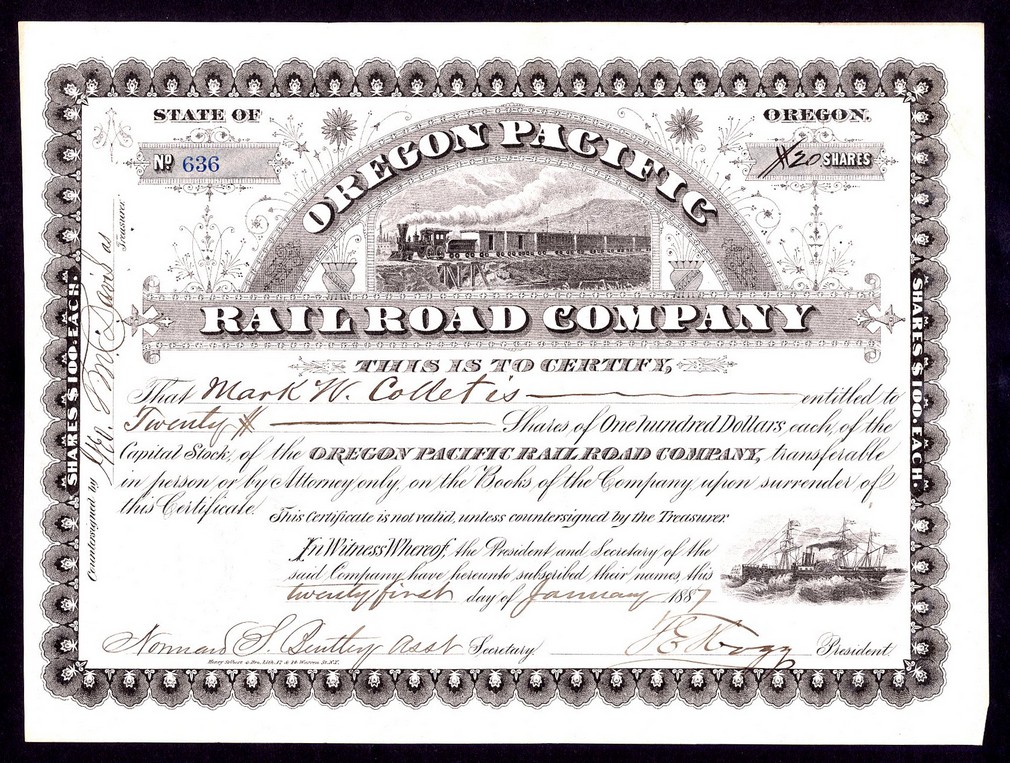 STATE OF
OREGON.
Nº 636
20 SHARES
OREGON PACIFIC
RAIL ROAD COMPANY
THIS IS TO CERTIFY,
That Mark W. Colletis entitled to
Twenty Shares of One hundred Dollars, each, of the
Capital Stock, of the OREGON PACIFIC RAIL ROAD COMPANY, transferable
in person or by Attorney only, on the Books of the Company upon surrender of
this Certificate.
This Certificate is not valid, unless countersigned by the Treasurer.
In Witness Whereof, the President and Secretary of the
said Company have hereunto subscribed their names, this
twenty first day of January 1887
Norman S. Bentley asst Secretary. T E Hogg President
SHARES $100. EACH.
SHARES $100. EACH.
Countersigned by as Treasurer.